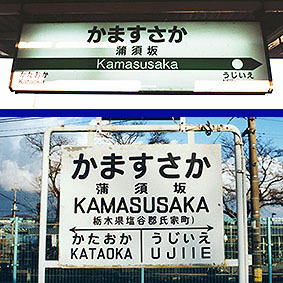 かますさか
蒲須坂
Kamasusaka
かたおか うじいえ
かますさか
蒲須坂
KAMASUSAKA
(栃木県塩谷郡氏家町)
かたおか うじいえ
KATAOKA UJIIE